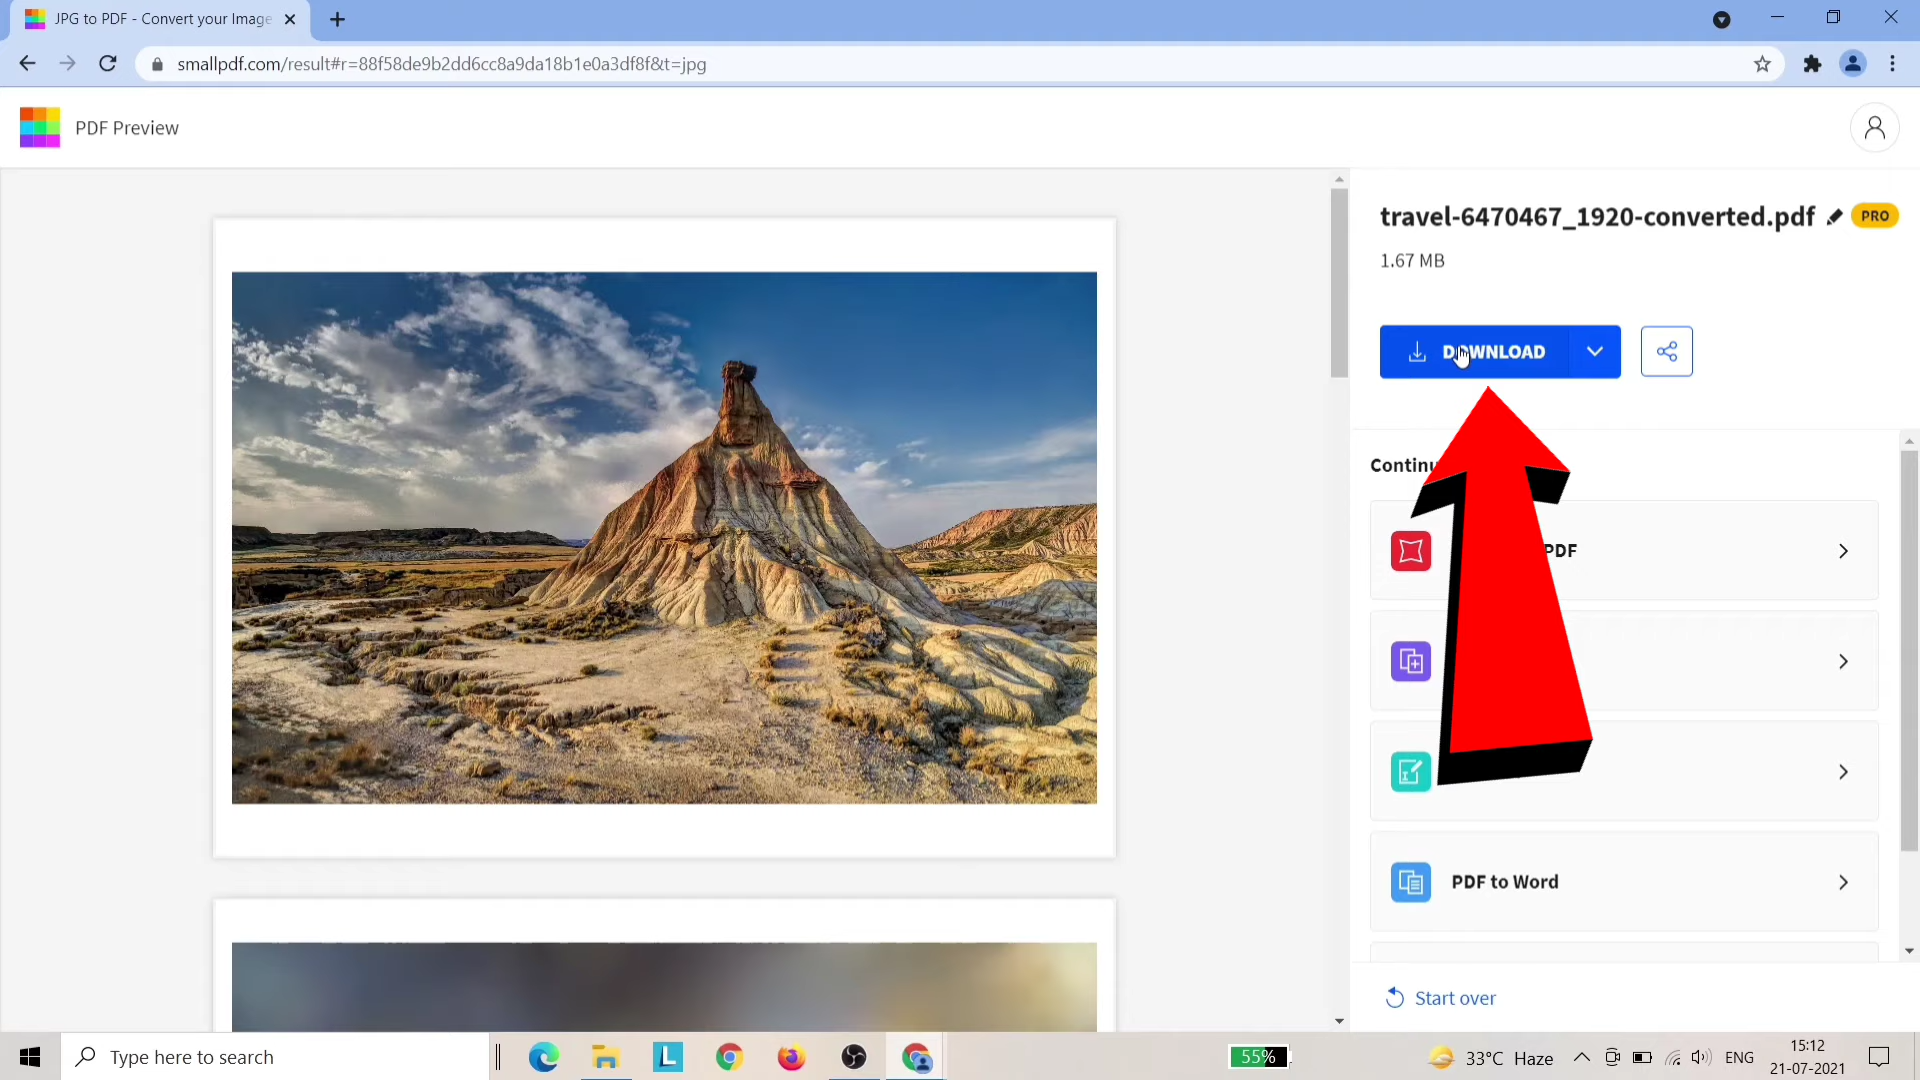 JPG to PDF - Convert your Image
smallpdf.com/result#r=88f58de9b2dd6cc8a9da18b1e0a3df8f&t=jpg
PDF Preview
travel-6470467_1920-converted.pdf PRO
1.67 MB
DOWNLOAD
PDF
PDF to Word
Start over
Type here to search
L
55%
33°C Haze
ENG
15:12
21-07-2021